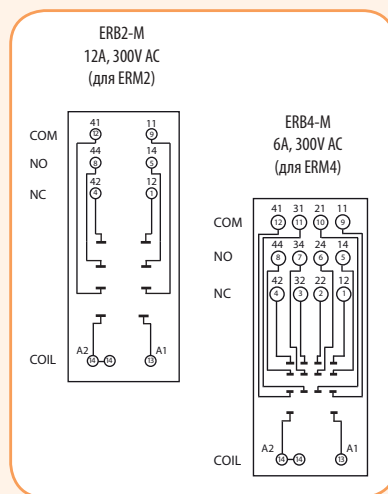 ERB2-M
12A, 300V AC
(для ERM2)
41 11
COM 12 9
44 14
NO 8 5
42 12
NC 4 1
A2 A1
COIL 14 14 13
ERB4-M
6A, 300V AC
(для ERM4)
41 31 21 11
COM 12 11 10 9
44 34 24 14
NO 8 7 6 5
42 32 22 12
NC 4 3 2 1
A2 A1
COIL 14 14 13